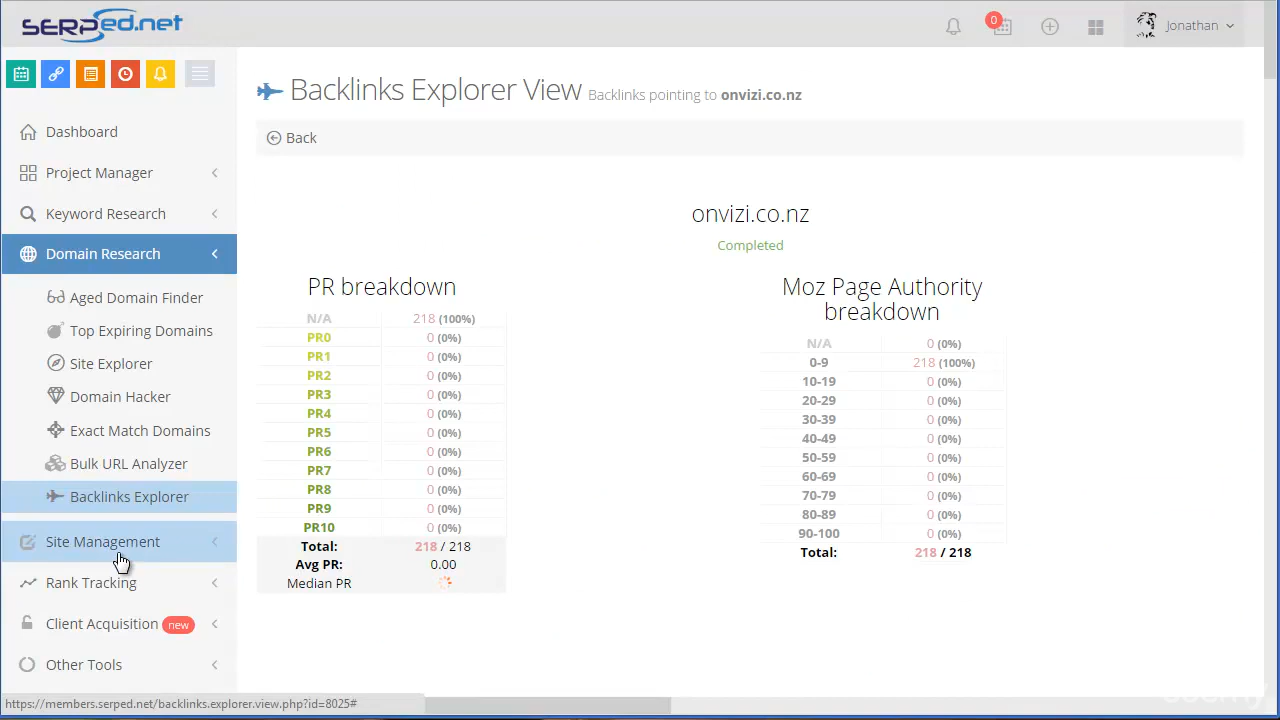 SERPed.net
0
Jonathan
Dashboard
Project Manager
Keyword Research
Domain Research
Aged Domain Finder
Top Expiring Domains
Site Explorer
Domain Hacker
Exact Match Domains
Bulk URL Analyzer
Backlinks Explorer
Site Management
Rank Tracking
Client Acquisition new
Other Tools
Backlinks Explorer View Backlinks pointing to onvizi.co.nz
Back
onvizi.co.nz
Completed
PR breakdown
N/A 218 (100%)
PR0 0 (0%)
PR1 0 (0%)
PR2 0 (0%)
PR3 0 (0%)
PR4 0 (0%)
PR5 0 (0%)
PR6 0 (0%)
PR7 0 (0%)
PR8 0 (0%)
PR9 0 (0%)
PR10 0 (0%)
Total: 218 / 218
Avg PR: 0.00
Median PR
Moz Page Authority
breakdown
N/A 0 (0%)
0-9 218 (100%)
10-19 0 (0%)
20-29 0 (0%)
30-39 0 (0%)
40-49 0 (0%)
50-59 0 (0%)
60-69 0 (0%)
70-79 0 (0%)
80-89 0 (0%)
90-100 0 (0%)
Total: 218 / 218
https://members.serped.net/backlinks.explorer.view.php?id=8025#